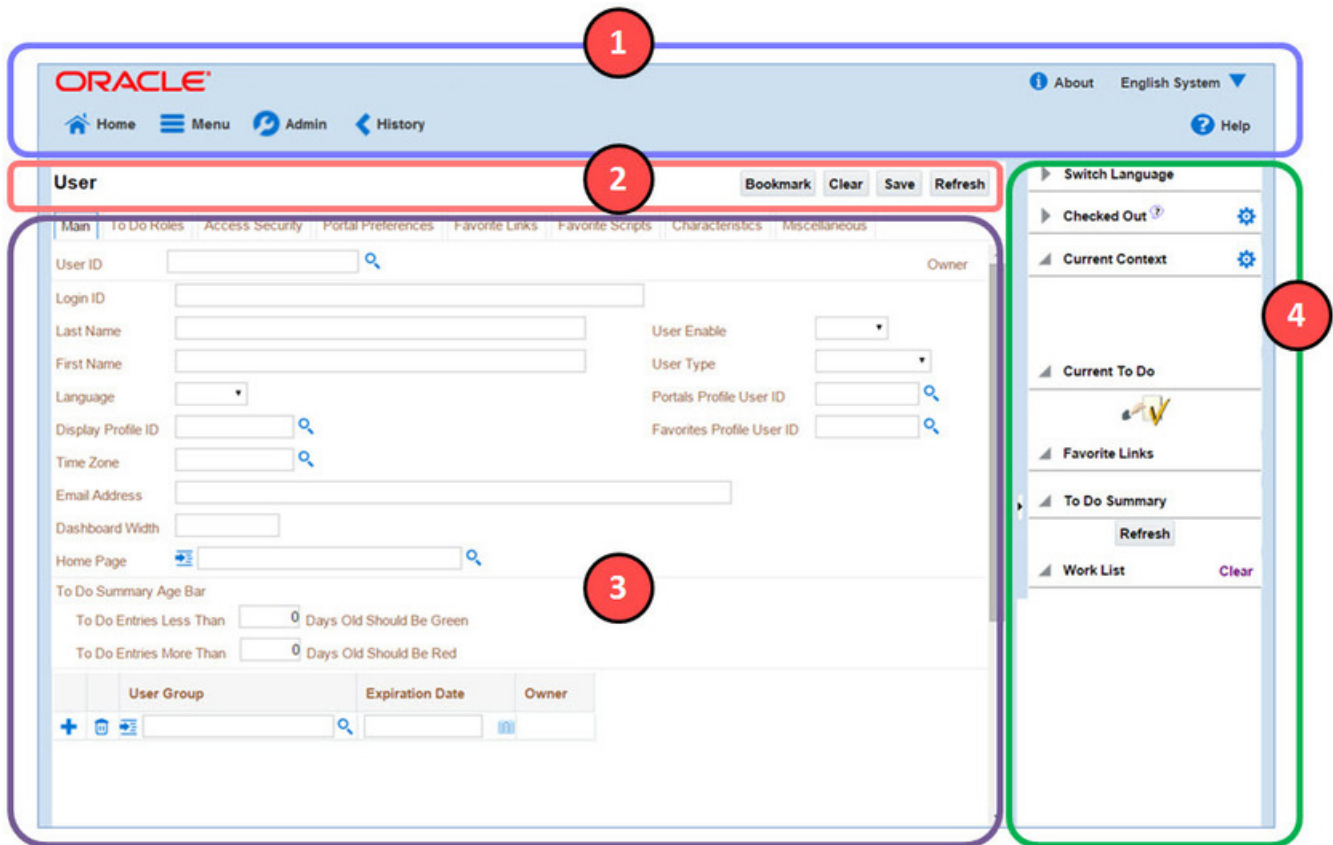 1
ORACLE
About English System
Home Menu Admin History Help
2
User Bookmark Clear Save Refresh
Main To Do Roles Access Security Portal Preferences Favorite Links Favorite Scripts Characteristics Miscellaneous
User ID Owner
Login ID
Last Name User Enable
First Name User Type
Language Portals Profile User ID
Display Profile ID Favorites Profile User ID
Time Zone
Email Address
Dashboard Width
Home Page
3
To Do Summary Age Bar
To Do Entries Less Than 0 Days Old Should Be Green
To Do Entries More Than 0 Days Old Should Be Red
User Group Expiration Date Owner
4
Switch Language
Checked Out ?
Current Context
Current To Do
Favorite Links
To Do Summary
Refresh
Work List Clear